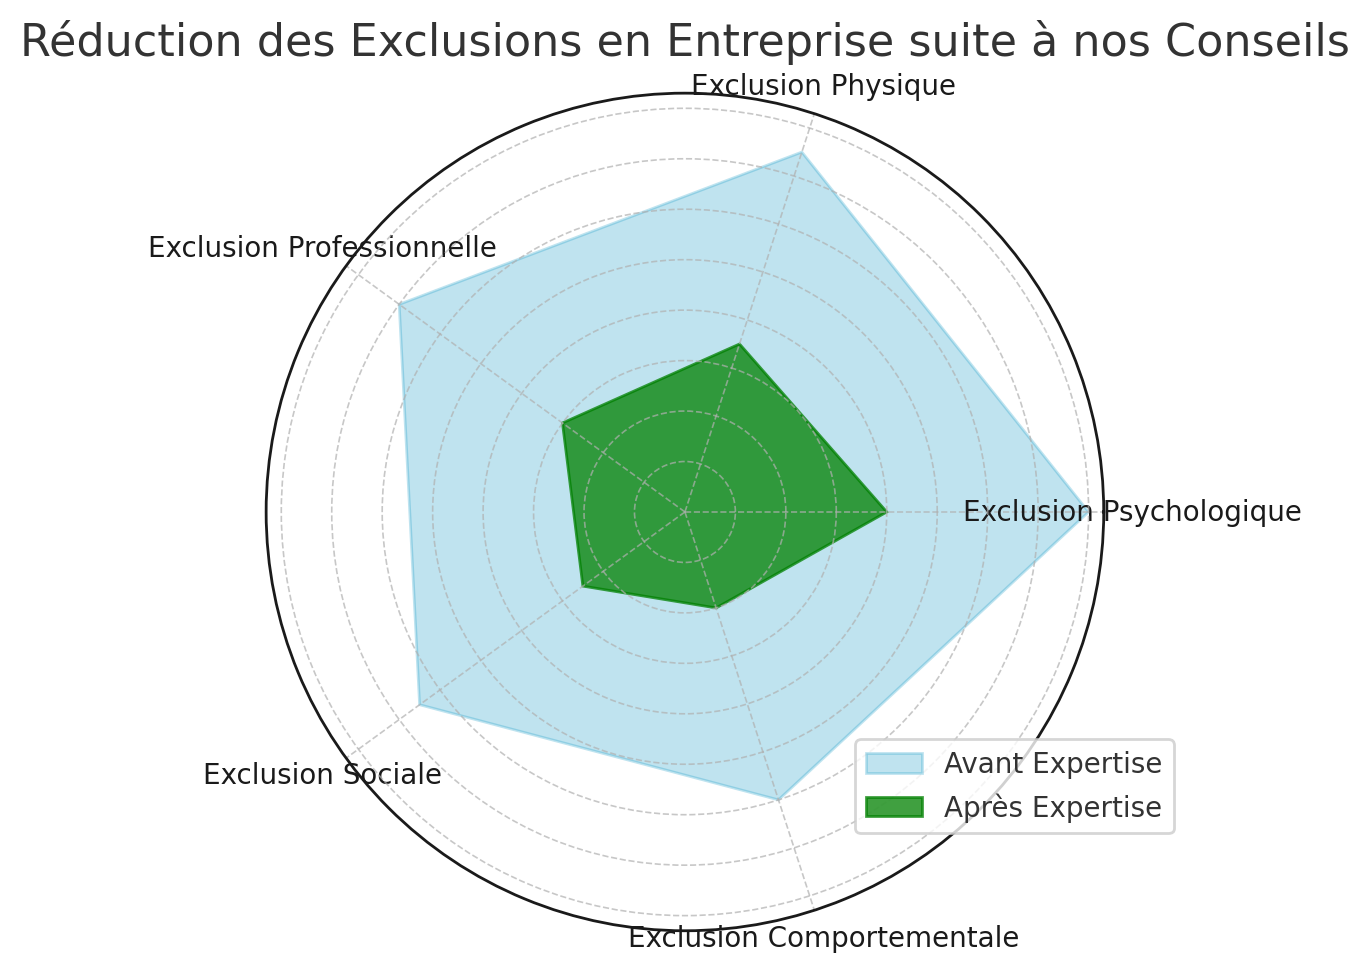 Réduction des Exclusions en Entreprise suite à nos Conseils
Exclusion Physique
Exclusion Professionnelle
Exclusion Psychologique
Exclusion Sociale
Exclusion Comportementale
Avant Expertise
Après Expertise